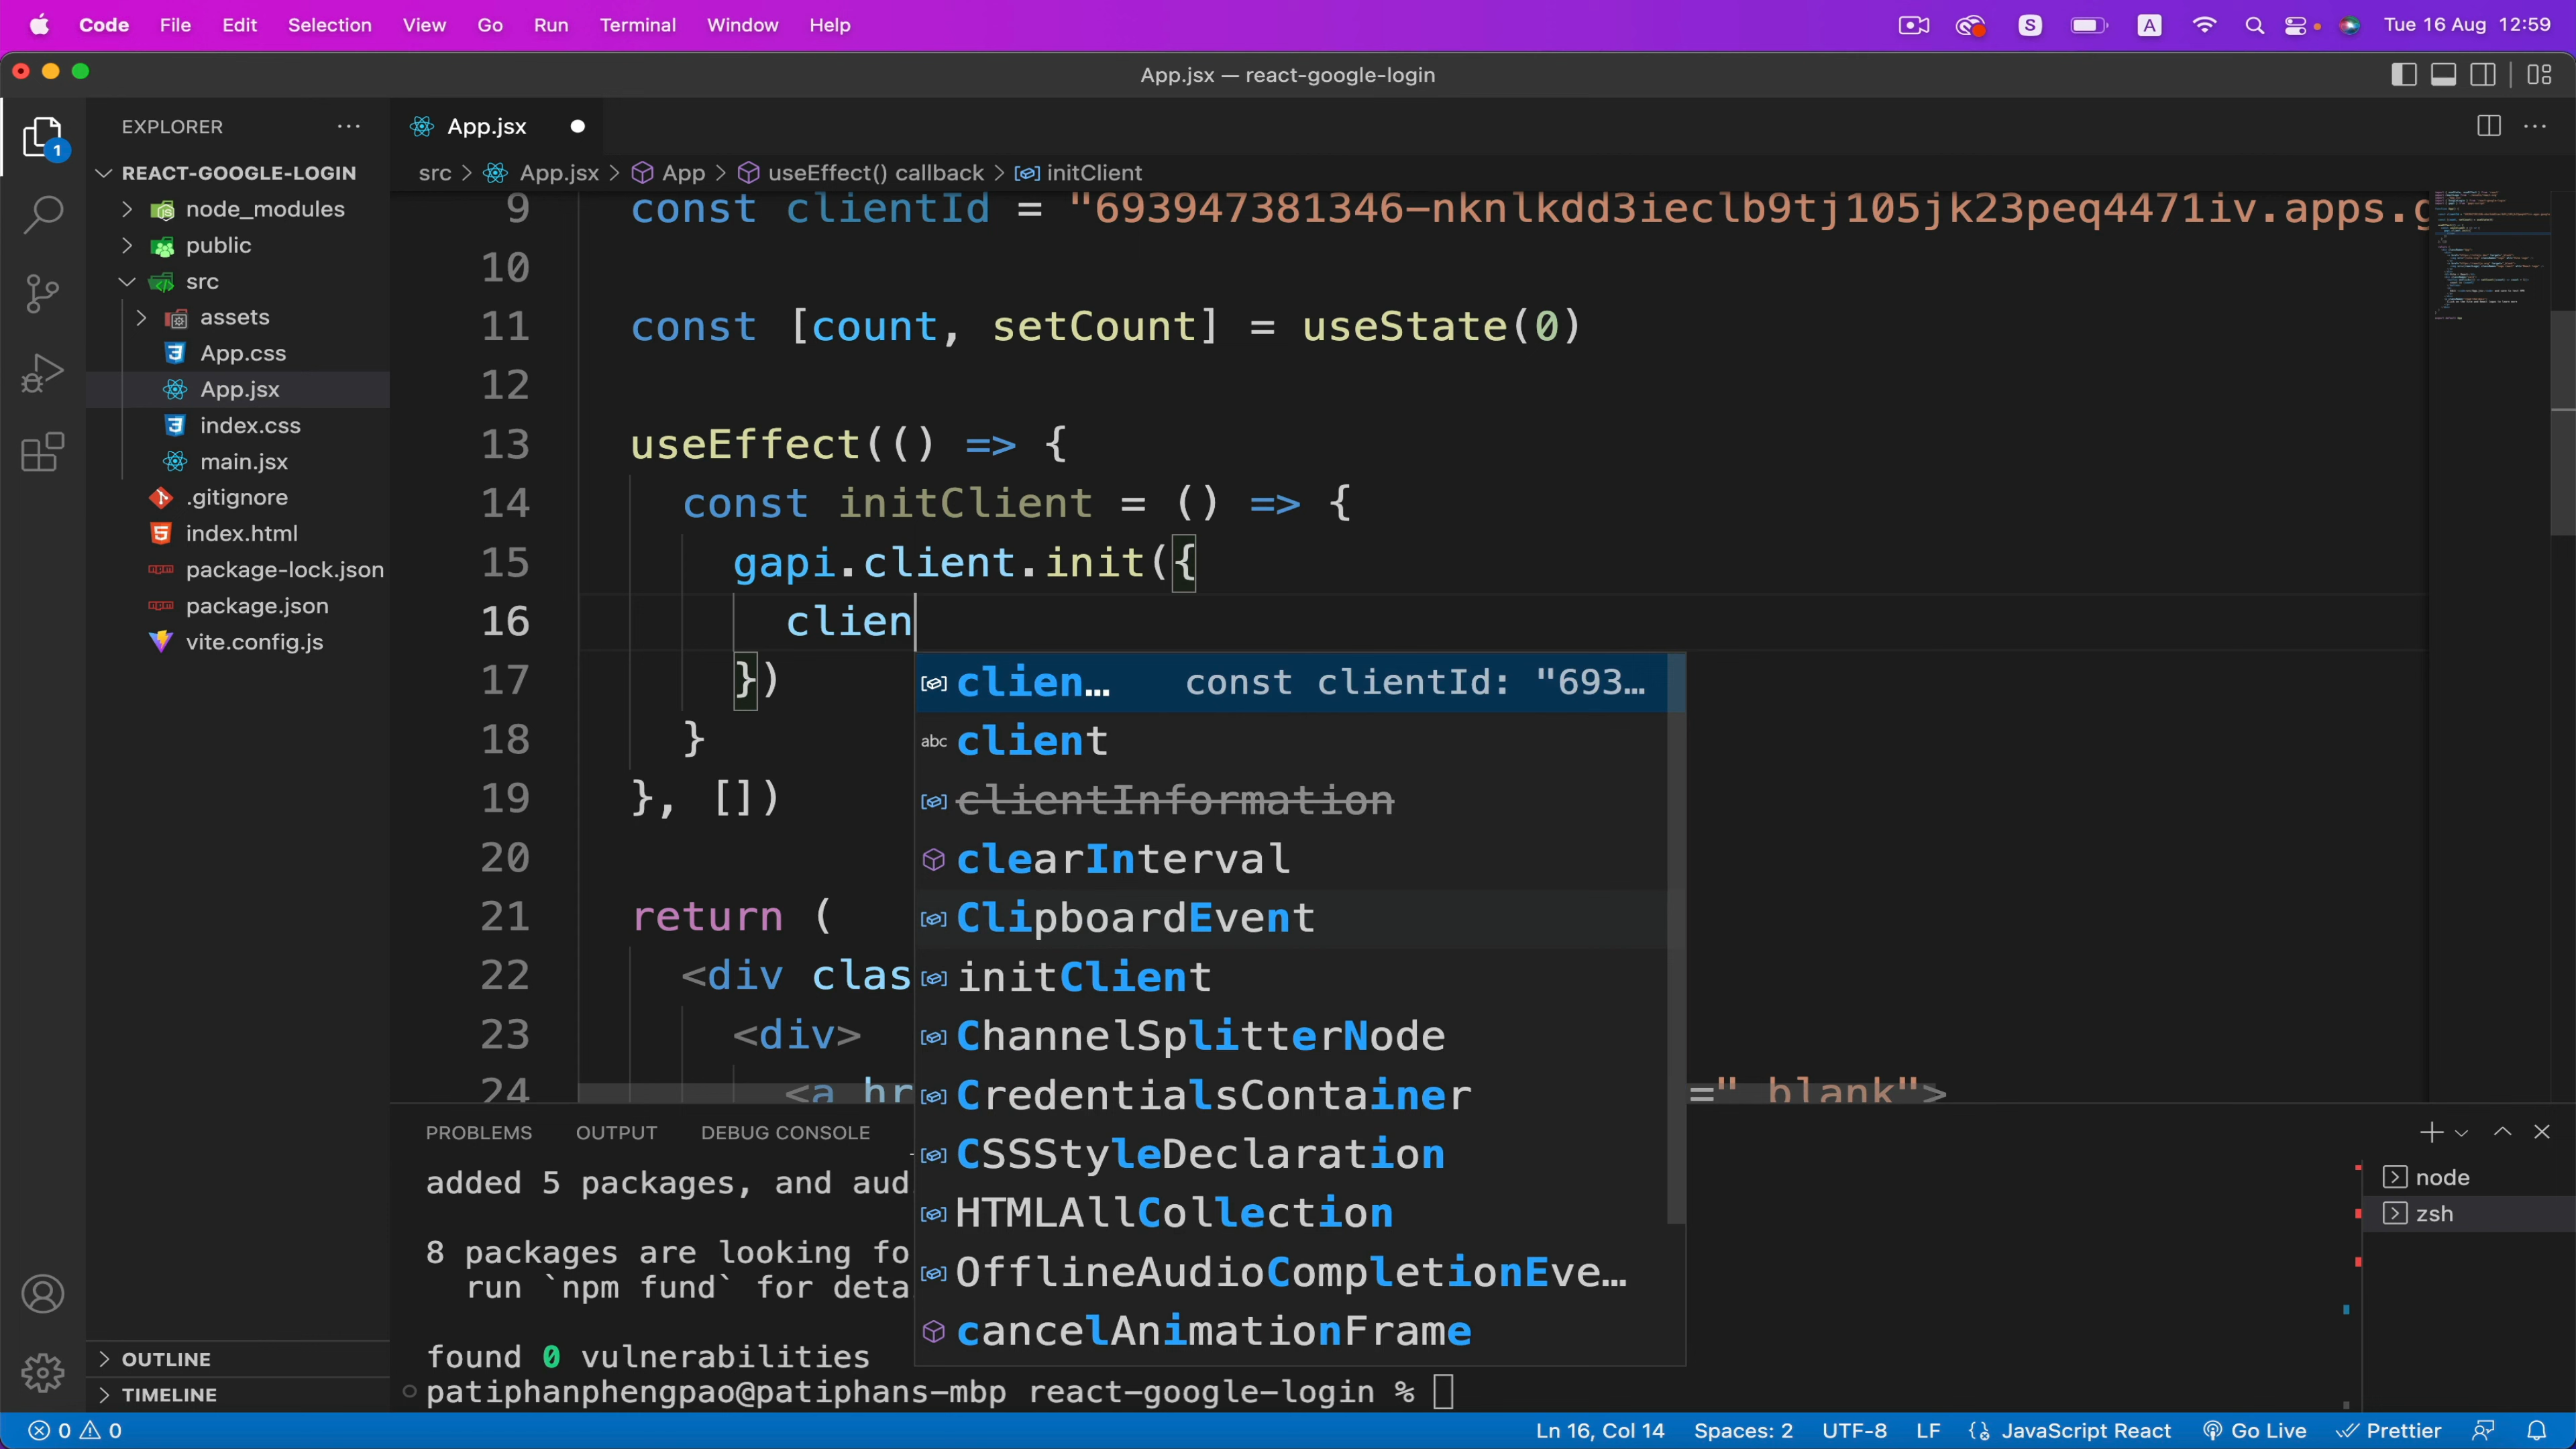 Code File Edit Selection View Go Run Terminal Window Help
S A Tue 16 Aug 12:59
App.jsx — react-google-login
1
EXPLORER
REACT-GOOGLE-LOGIN
node_modules
public
src
assets
App.css
App.jsx
index.css
main.jsx
.gitignore
index.html
package-lock.json
package.json
vite.config.js
OUTLINE
TIMELINE
App.jsx
src > App.jsx > App > useEffect() callback > initClient
9 const clientId = "693947381346-nknlkdd3ieclb9tj105jk23peq4471iv.apps.g
10
11 const [count, setCount] = useState(0)
12
13 useEffect(() => {
14 const initClient = () => {
15 gapi.client.init({
16 clien
17 })
18 }
19 }, [])
20
21 return (
22 <div clas
23 <div>
24 <a hr =" blank">
clien… const clientId: "693…
abc client
clientInformation
clearInterval
ClipboardEvent
initClient
ChannelSplitterNode
CredentialsContainer
CSSStyleDeclaration
HTMLAllCollection
OfflineAudioCompletionEve…
cancelAnimationFrame
PROBLEMS OUTPUT DEBUG CONSOLE
added 5 packages, and aud
8 packages are looking fo
run `npm fund` for deta
found 0 vulnerabilities
patiphanphengpao@patiphans-mbp react-google-login %
node
zsh
0 0
Ln 16, Col 14 Spaces: 2 UTF-8 LF JavaScript React Go Live Prettier